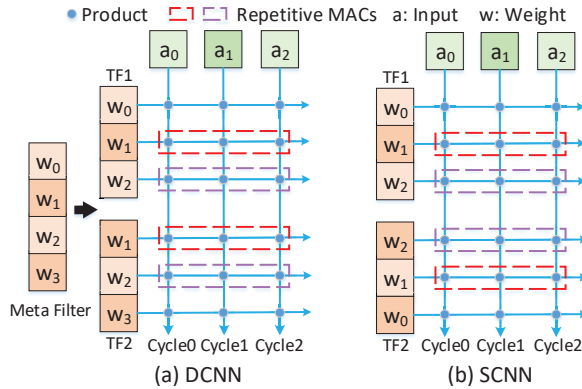 Product Repetitive MACs a: Input w: Weight
a0 a1 a2
TF1
w0
w1
w2
w1
w2
w3
TF2
Cycle0 Cycle1 Cycle2
(a) DCNN
w0
w1
w2
w3
Meta Filter
a0 a1 a2
TF1
w0
w1
w2
w2
w1
w0
TF2
Cycle0 Cycle1 Cycle2
(b) SCNN